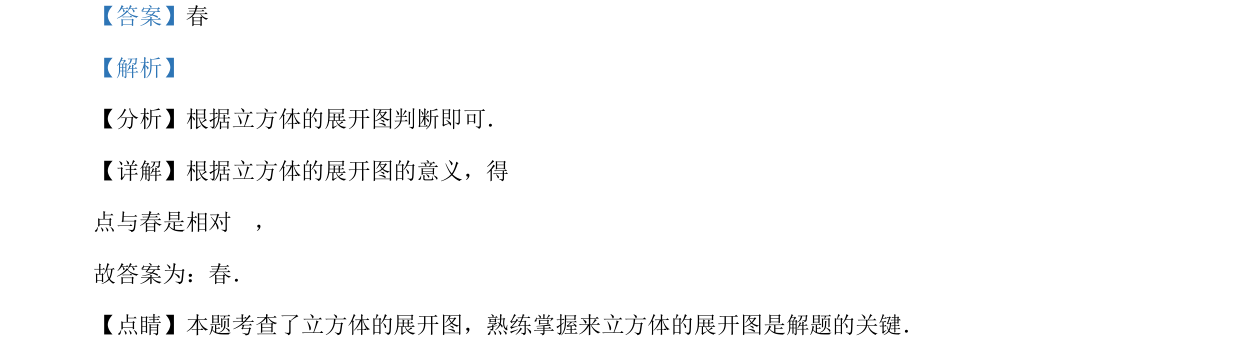 【答案】春
【解析】
【分析】根据立方体的展开图判断即可．
【详解】根据立方体的展开图的意义，得
点与春是相对　，
故答案为：春．
【点睛】本题考查了立方体的展开图，熟练掌握来立方体的展开图是解题的关键．